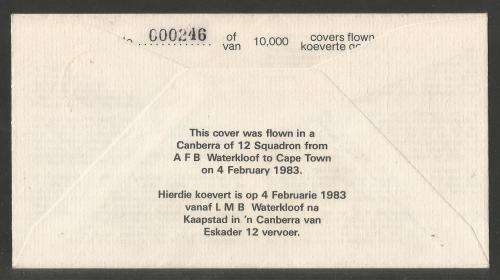 000246 of 10,000 covers flown
van koeverte
This cover was flown in a
Canberra of 12 Squadron from
A F B Waterkloof to Cape Town
on 4 February 1983.
Hierdie koevert is op 4 Februarie 1983
vanaf L M B Waterkloof na
Kaapstad in 'n Canberra van
Eskader 12 vervoer.